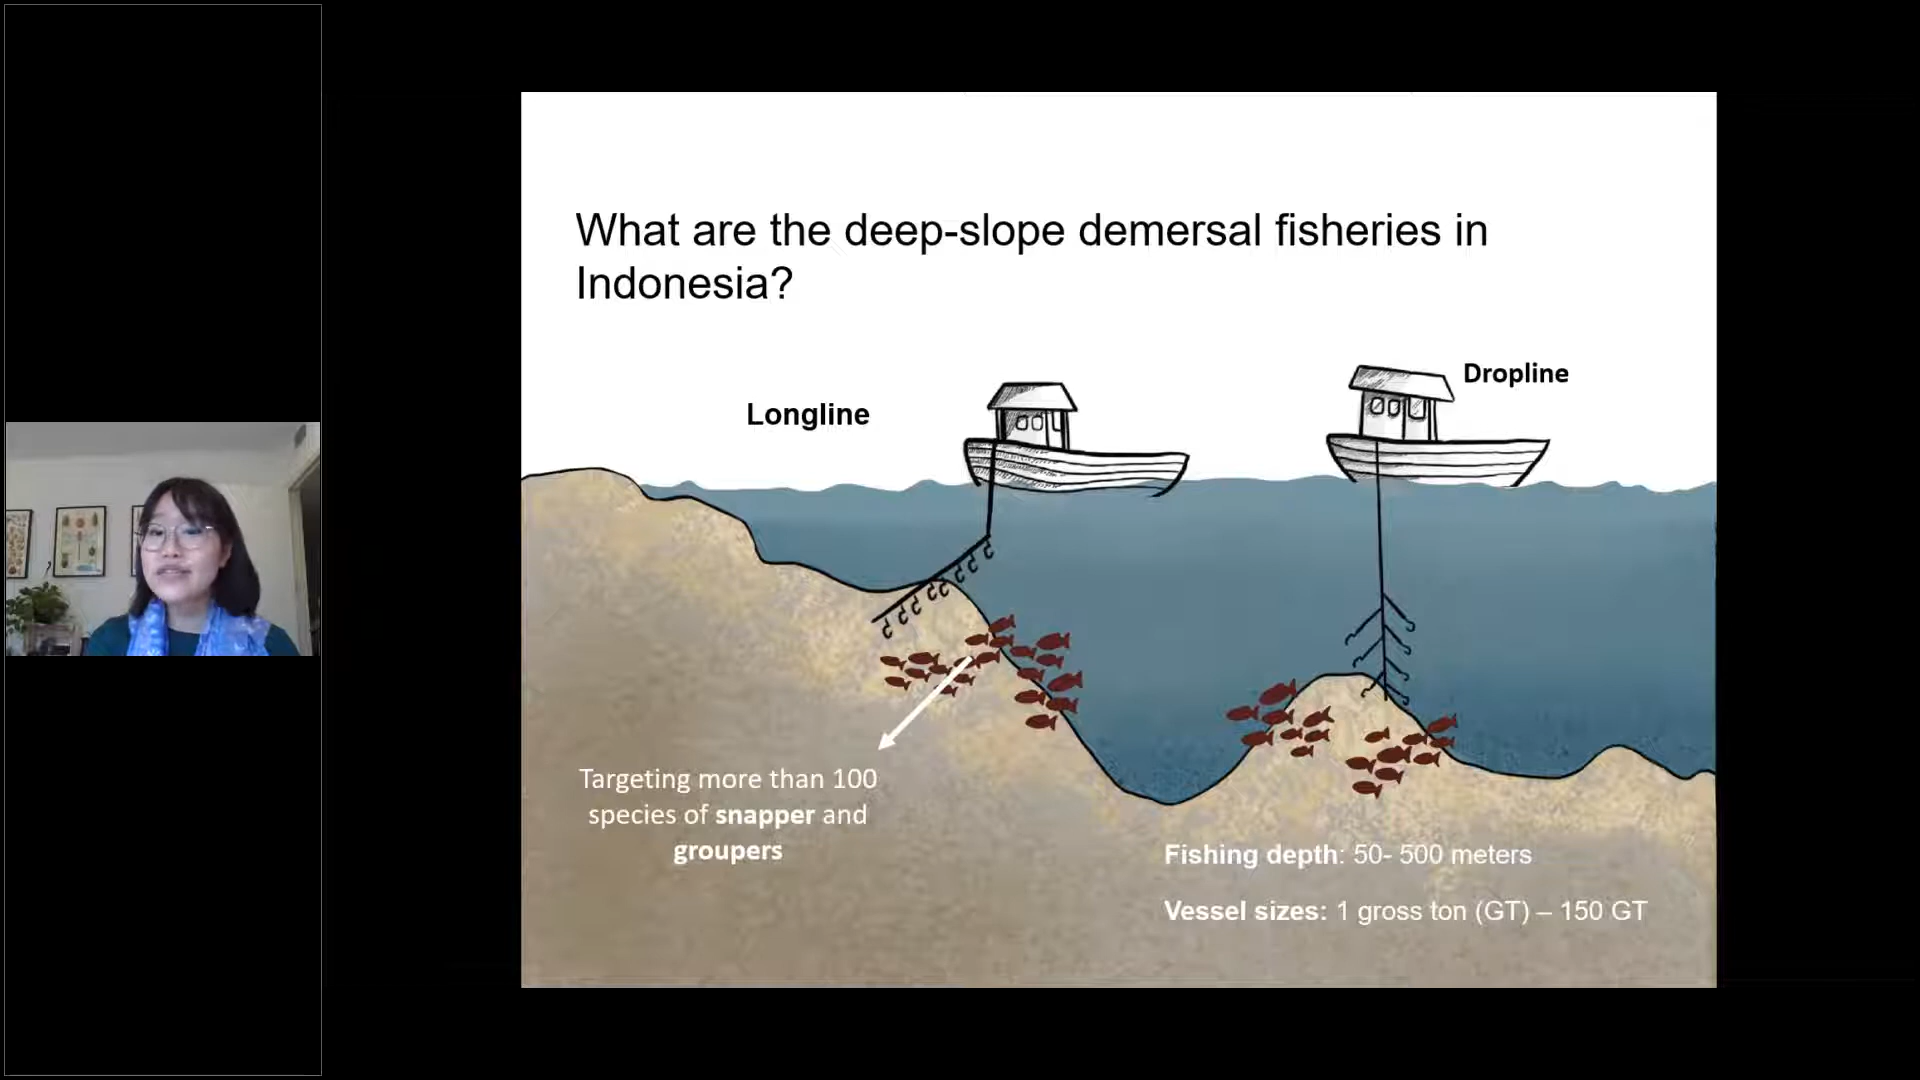 What are the deep-slope demersal fisheries in
Indonesia?
Longline
Dropline
Targeting more than 100
species of snapper and
groupers
Fishing depth: 50- 500 meters
Vessel sizes: 1 gross ton (GT) – 150 GT